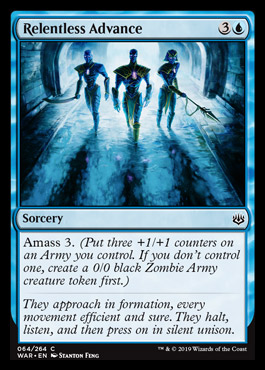 Relentless Advance 3
Sorcery
Amass 3. (Put three +1/+1 counters on
an Army you control. If you don't control
one, create a 0/0 black Zombie Army
creature token first.)
They approach in formation, every
movement efficient and sure. They halt,
listen, and then press on in silent unison.
064/264 C
WAR • EN STANTON FENG
™ & © 2019 Wizards of the Coast